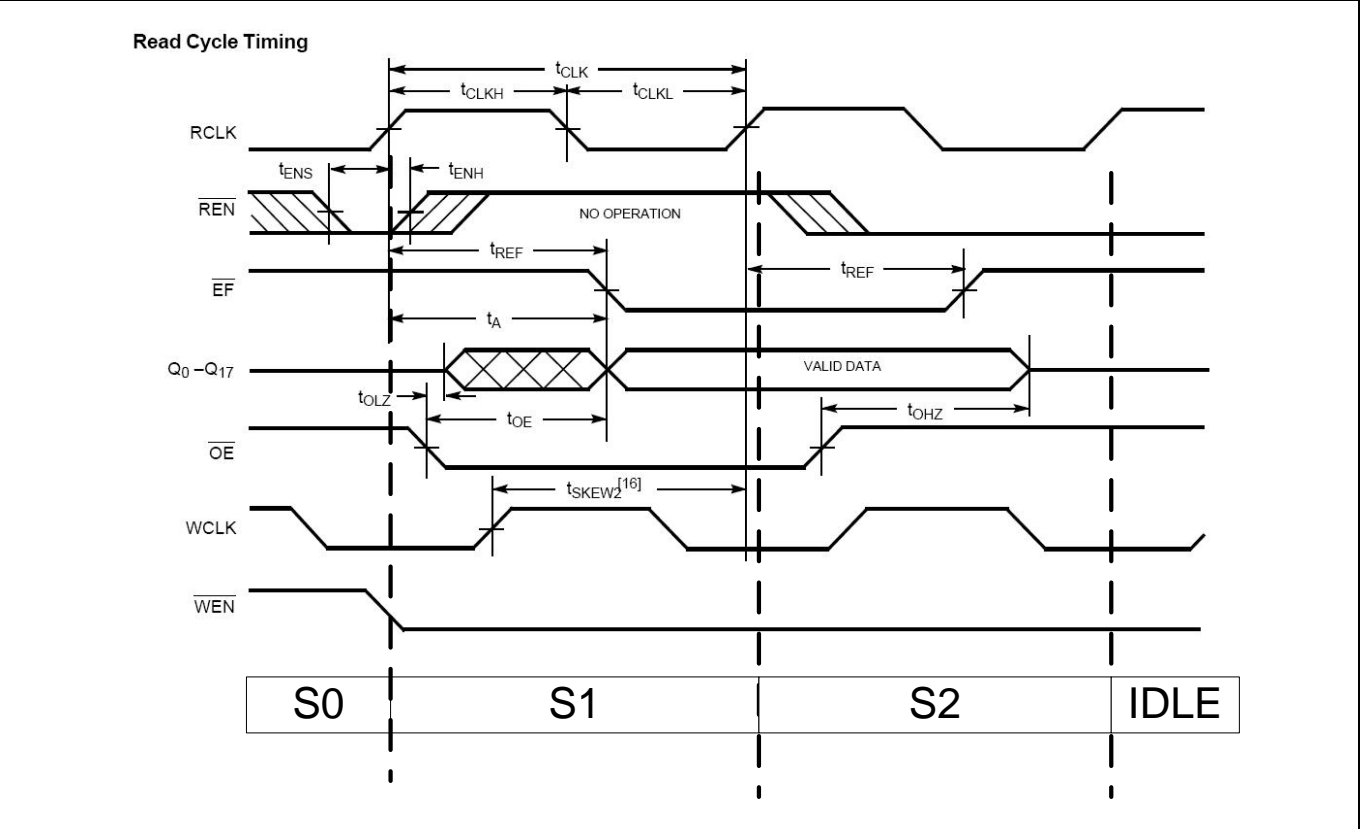 Read Cycle Timing
tCLK
tCLKH tCLKL
RCLK
tENS tENH
REN
NO OPERATION
tREF
tREF
EF
tA
Q0 –Q17
VALID DATA
tOLZ
tOE
tOHZ
OE
tSKEW2[16]
WCLK
WEN
S0 S1 S2 IDLE